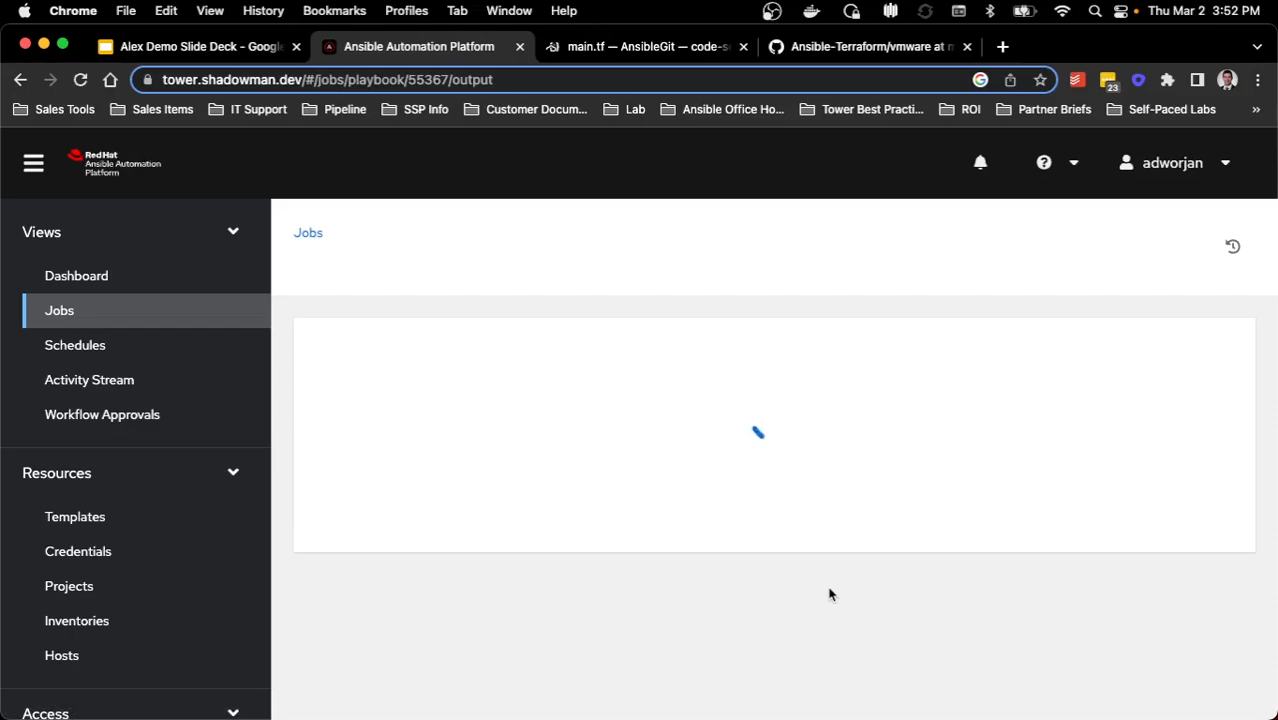 Chrome File Edit View History Bookmarks Profiles Tab Window Help Thu Mar 2 3:52 PM
Alex Demo Slide Deck - Google Ansible Automation Platform main.tf — AnsibleGit — code-se Ansible-Terraform/vmware at m
tower.shadowman.dev/#/jobs/playbook/55367/output 23
Sales Tools Sales Items IT Support Pipeline SSP Info Customer Docum... Lab Ansible Office Ho... Tower Best Practi... ROI Partner Briefs Self-Paced Labs »
Red Hat
Ansible Automation
Platform
adworjan
Views
Dashboard
Jobs
Schedules
Activity Stream
Workflow Approvals
Resources
Templates
Credentials
Projects
Inventories
Hosts
Access
Jobs